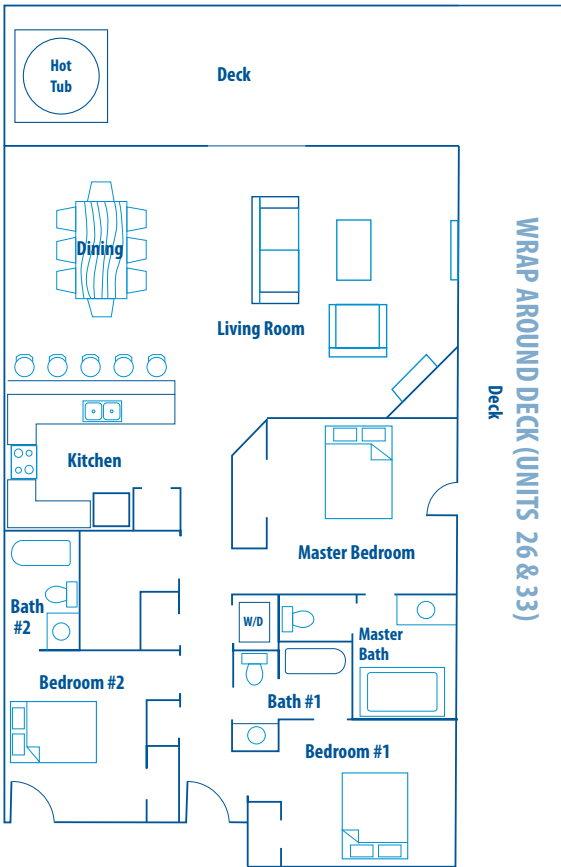 Hot
Tub
Deck
Dining
Living Room
WRAP AROUND DECK (UNITS 26 & 33)
Deck
Kitchen
Master Bedroom
Bath
#2
W/D
Master
Bath
Bedroom #2
Bath #1
Bedroom #1